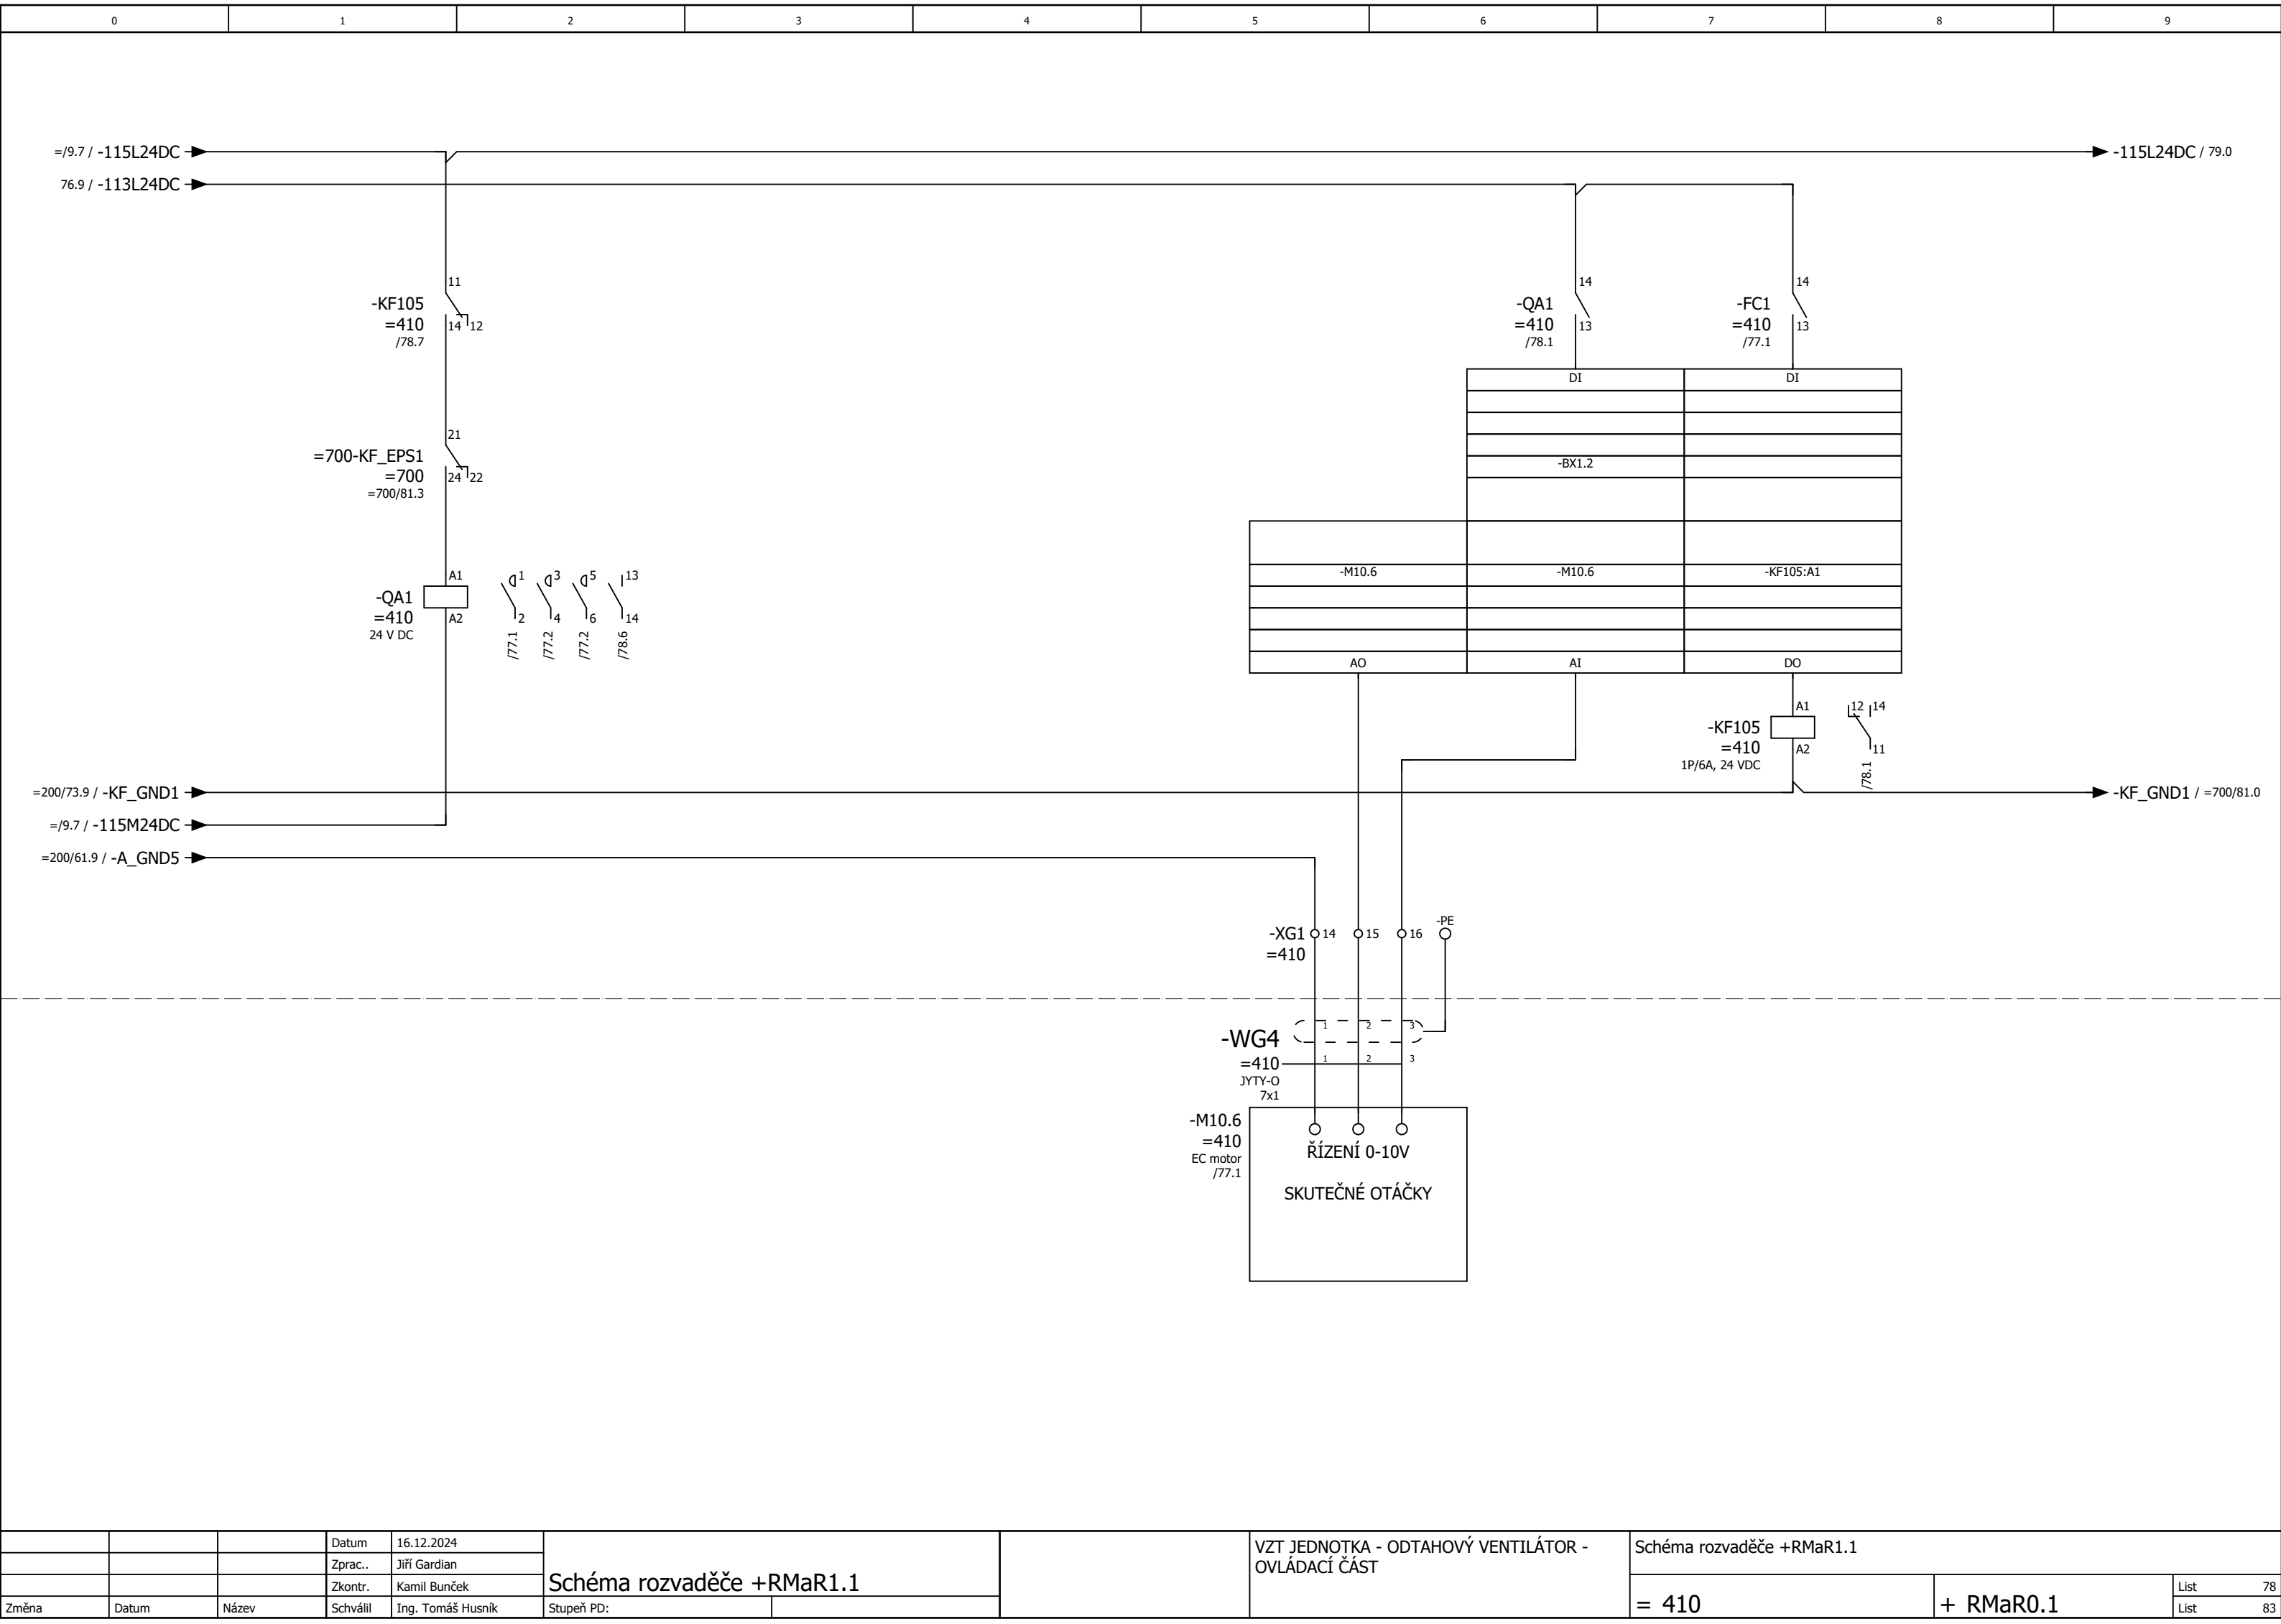 0 1 2 3 4 5 6 7 8 9
=/9.7 / -115L24DC
-115L24DC / 79.0
76.9 / -113L24DC
11
-KF105
=410
14 12
/78.7
14
-QA1
=410
13
/78.1
14
-FC1
=410
13
/77.1
DI DI
21
=700-KF_EPS1
=700
24 22
=700/81.3
-BX1.2
A1
-QA1
=410
A2
24 V DC
1 3 5 13
2 4 6 14
/77.1 /77.2 /77.2 /78.6
-M10.6 -M10.6 -KF105:A1
AO AI DO
A1
-KF105
=410
A2
1P/6A, 24 VDC
12 14
11
/78.1
=200/73.9 / -KF_GND1
-KF_GND1 / =700/81.0
=/9.7 / -115M24DC
=200/61.9 / -A_GND5
-PE
-XG1 14 15 16
=410
1 2 3
-WG4
1 2 3
=410
JYTY-O
7x1
-M10.6
=410
EC motor
/77.1
ŘÍZENÍ 0-10V
SKUTEČNÉ OTÁČKY
Datum 16.12.2024
Zprac.. Jiří Gardian
Zkontr. Kamil Bunček
Změna Datum Název Schválil Ing. Tomáš Husník
Schéma rozvaděče +RMaR1.1
Stupeň PD:
VZT JEDNOTKA - ODTAHOVÝ VENTILÁTOR -
OVLÁDACÍ ČÁST
Schéma rozvaděče +RMaR1.1
= 410
+ RMaR0.1
List 78
List 83